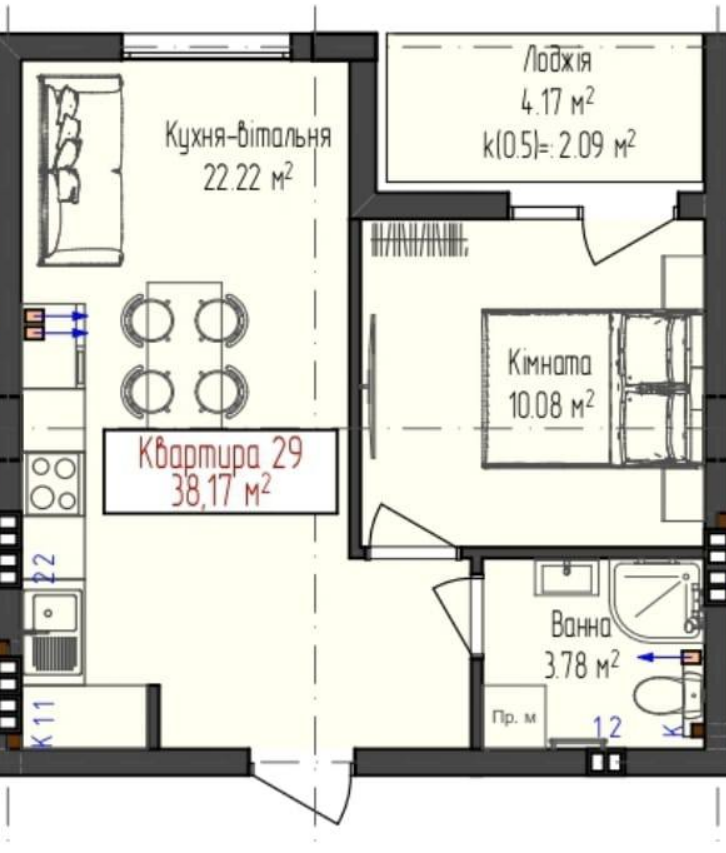 Лоджія
4.17 м²
k(0.5)=: 2.09 м²
Кухня-вітальня
22.22 м²
Кімната
10.08 м²
Квартира 29
38,17 м²
22
Ванна
3.78 м²
Пр. м
К11
12
К